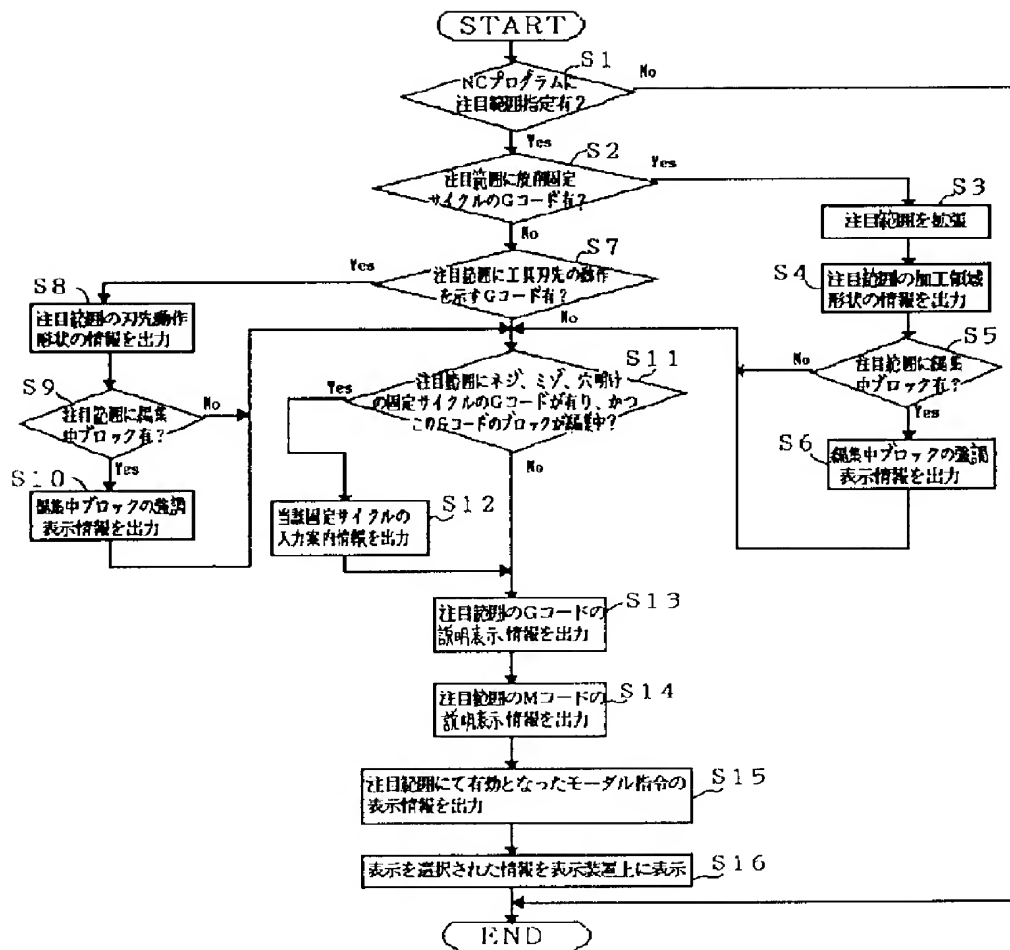 START
S1
No
NCプログラムに
注目範囲指定有?
Yes
S2
Yes
注目範囲に旋削固定
サイクルのGコード有?
No
S3
注目範囲を拡張
S7
Yes
注目範囲に工具刃先の動作
を示すGコード有?
No
S4
注目範囲の加工領域
形状の情報を出力
S8
注目範囲の刃先動作
形状の情報を出力
S5
No
注目範囲に編集
中ブロック有?
Yes
S11
Yes
注目範囲にネジ、ミゾ、穴明け
の固定サイクルのGコードが有り、かつ
このGコードのブロックが編集中?
No
S9
No
注目範囲に編集
中ブロック有?
Yes
S6
編集中ブロックの強調
表示情報を出力
S10
編集中ブロックの強調
表示情報を出力
S12
当該固定サイクルの
入力案内情報を出力
S13
注目範囲のGコードの
説明表示情報を出力
S14
注目範囲のMコードの
説明表示情報を出力
S15
注目範囲にて有効となったモーダル指令の
表示情報を出力
S16
表示を選択された情報を表示装置上に表示
END